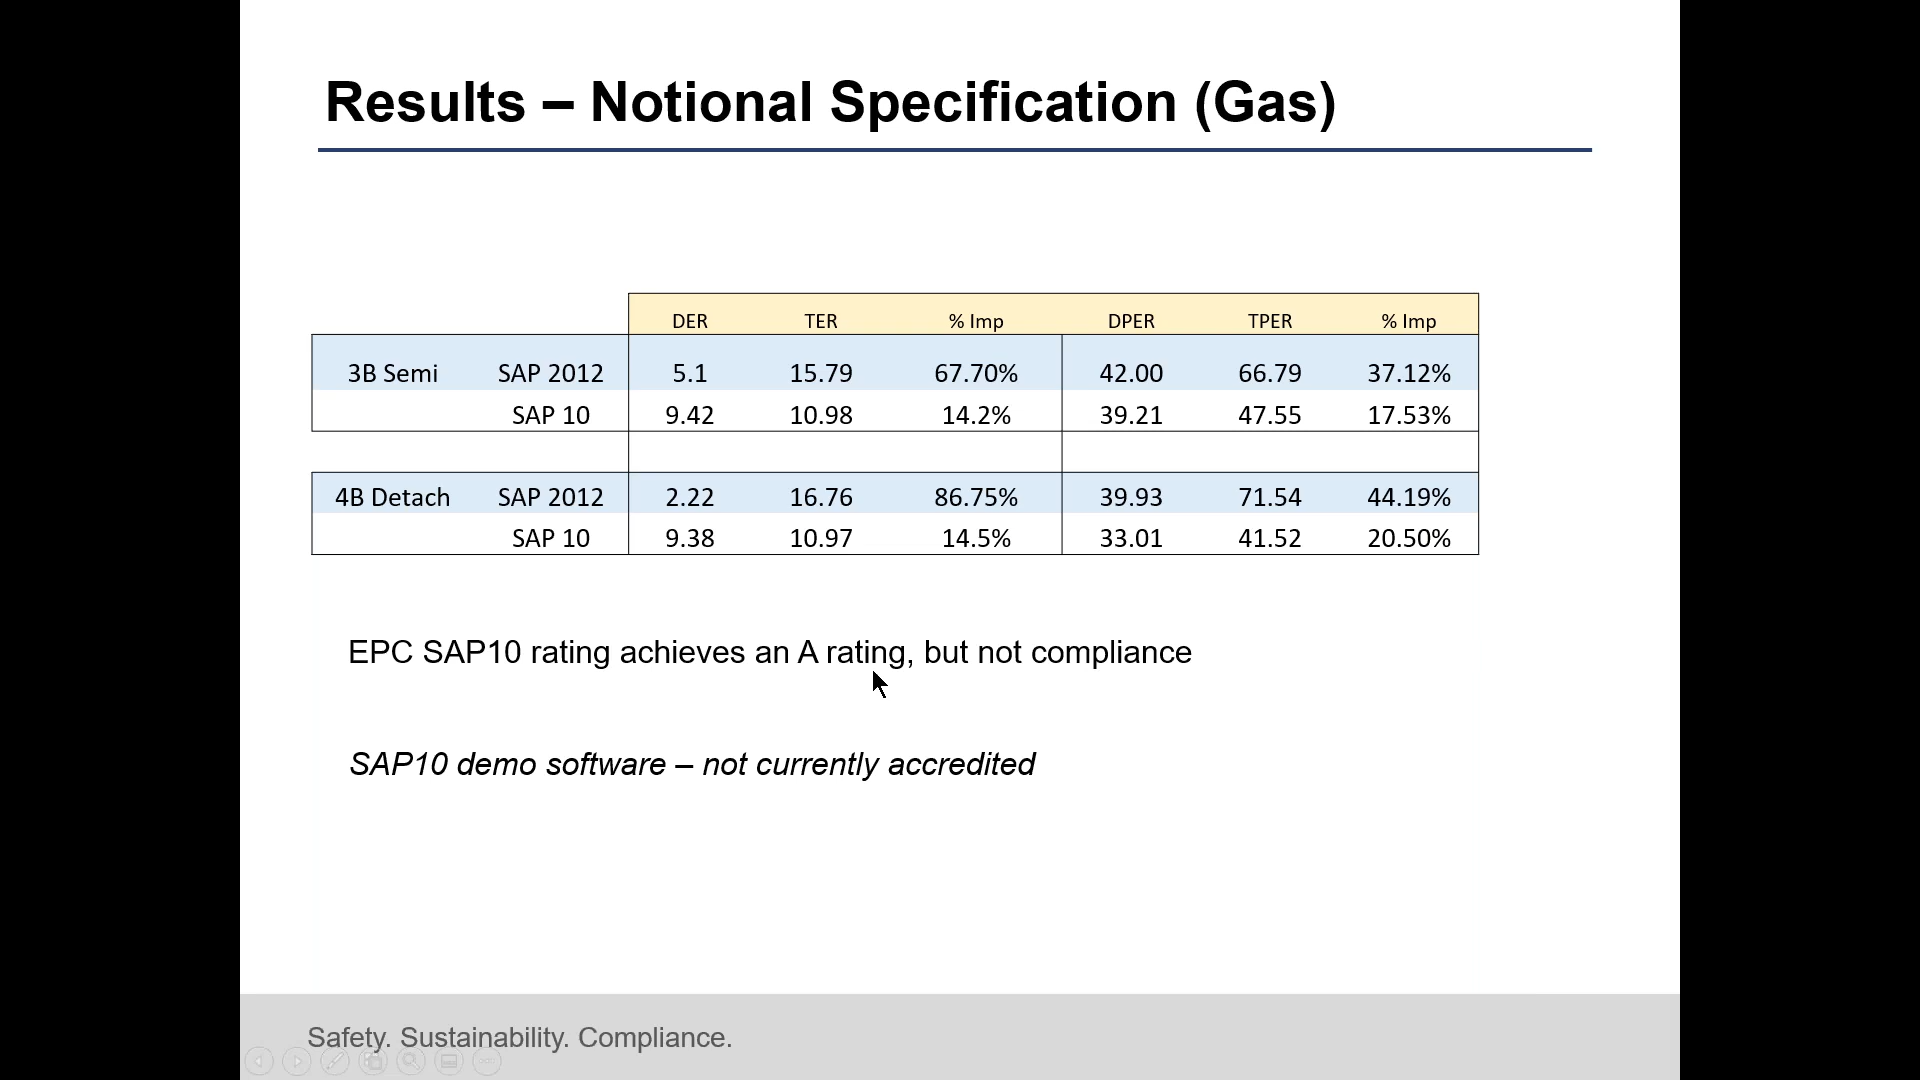 Results – Notional Specification (Gas)
DER TER % Imp DPER TPER % Imp
3B Semi SAP 2012 5.1 15.79 67.70% 42.00 66.79 37.12%
SAP 10 9.42 10.98 14.2% 39.21 47.55 17.53%
4B Detach SAP 2012 2.22 16.76 86.75% 39.93 71.54 44.19%
SAP 10 9.38 10.97 14.5% 33.01 41.52 20.50%
EPC SAP10 rating achieves an A rating, but not compliance
SAP10 demo software – not currently accredited
Safety. Sustainability. Compliance.